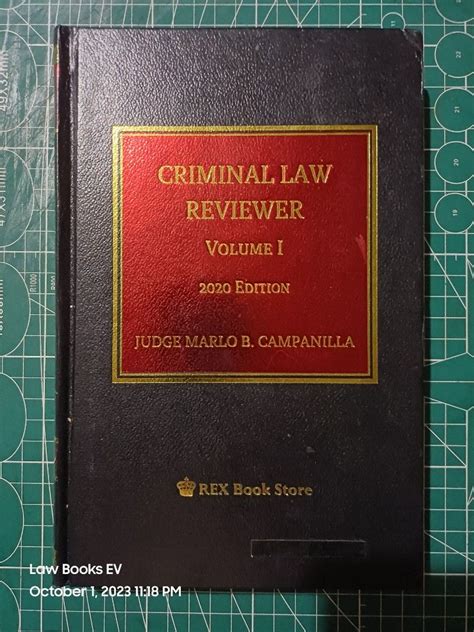 CRIMINAL LAW
REVIEWER
VOLUME I
2020 EDITION
JUDGE MARLO B. CAMPANILLA
REX Book Store
Law Books EV
October 1, 2023 11:18 PM